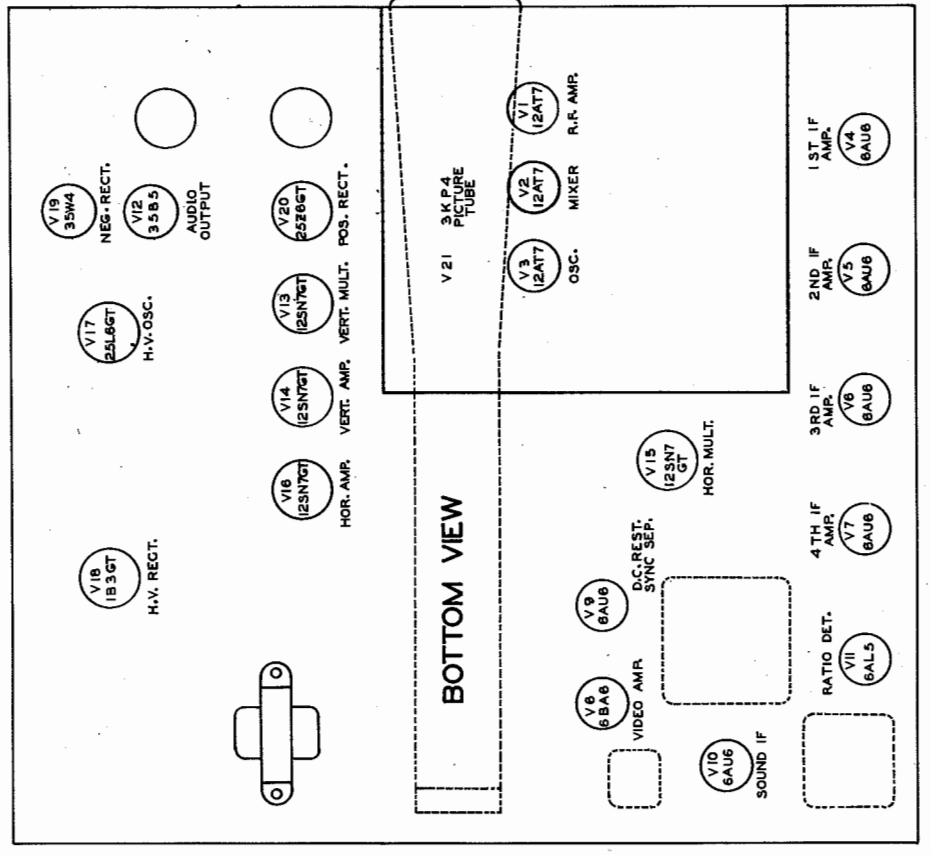 V19
35W4
NEG. RECT.
V12
35B5
AUDIO
OUTPUT
V17
25L6GT
H.V. OSC.
V18
1B3GT
H.V. RECT.
V20
25Z6GT
POS. RECT.
V13
12SN7GT
VERT. MULT.
V14
12SN7GT
VERT. AMP.
V16
12SN7GT
HOR. AMP.
V21
3KP4
PICTURE
TUBE
BOTTOM VIEW
V1
12AT7
R.F. AMP.
V2
12AT7
MIXER
V3
12AT7
OSC.
V15
12SN7
GT
HOR. MULT.
V9
6AU6
D.C. REST.
SYNC SEP.
V8
6BA6
VIDEO AMP.
V10
6AU6
SOUND IF
1ST IF
AMP.
V4
6AU6
2ND IF
AMP.
V5
6AU6
3RD IF
AMP.
V6
6AU6
4TH IF
AMP.
V7
6AU6
RATIO DET.
V11
6AL5